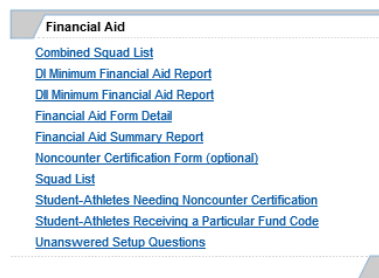 Financial Aid
Combined Squad List
DI Minimum Financial Aid Report
DII Minimum Financial Aid Report
Financial Aid Form Detail
Financial Aid Summary Report
Noncounter Certification Form (optional)
Squad List
Student-Athletes Needing Noncounter Certification
Student-Athletes Receiving a Particular Fund Code
Unanswered Setup Questions